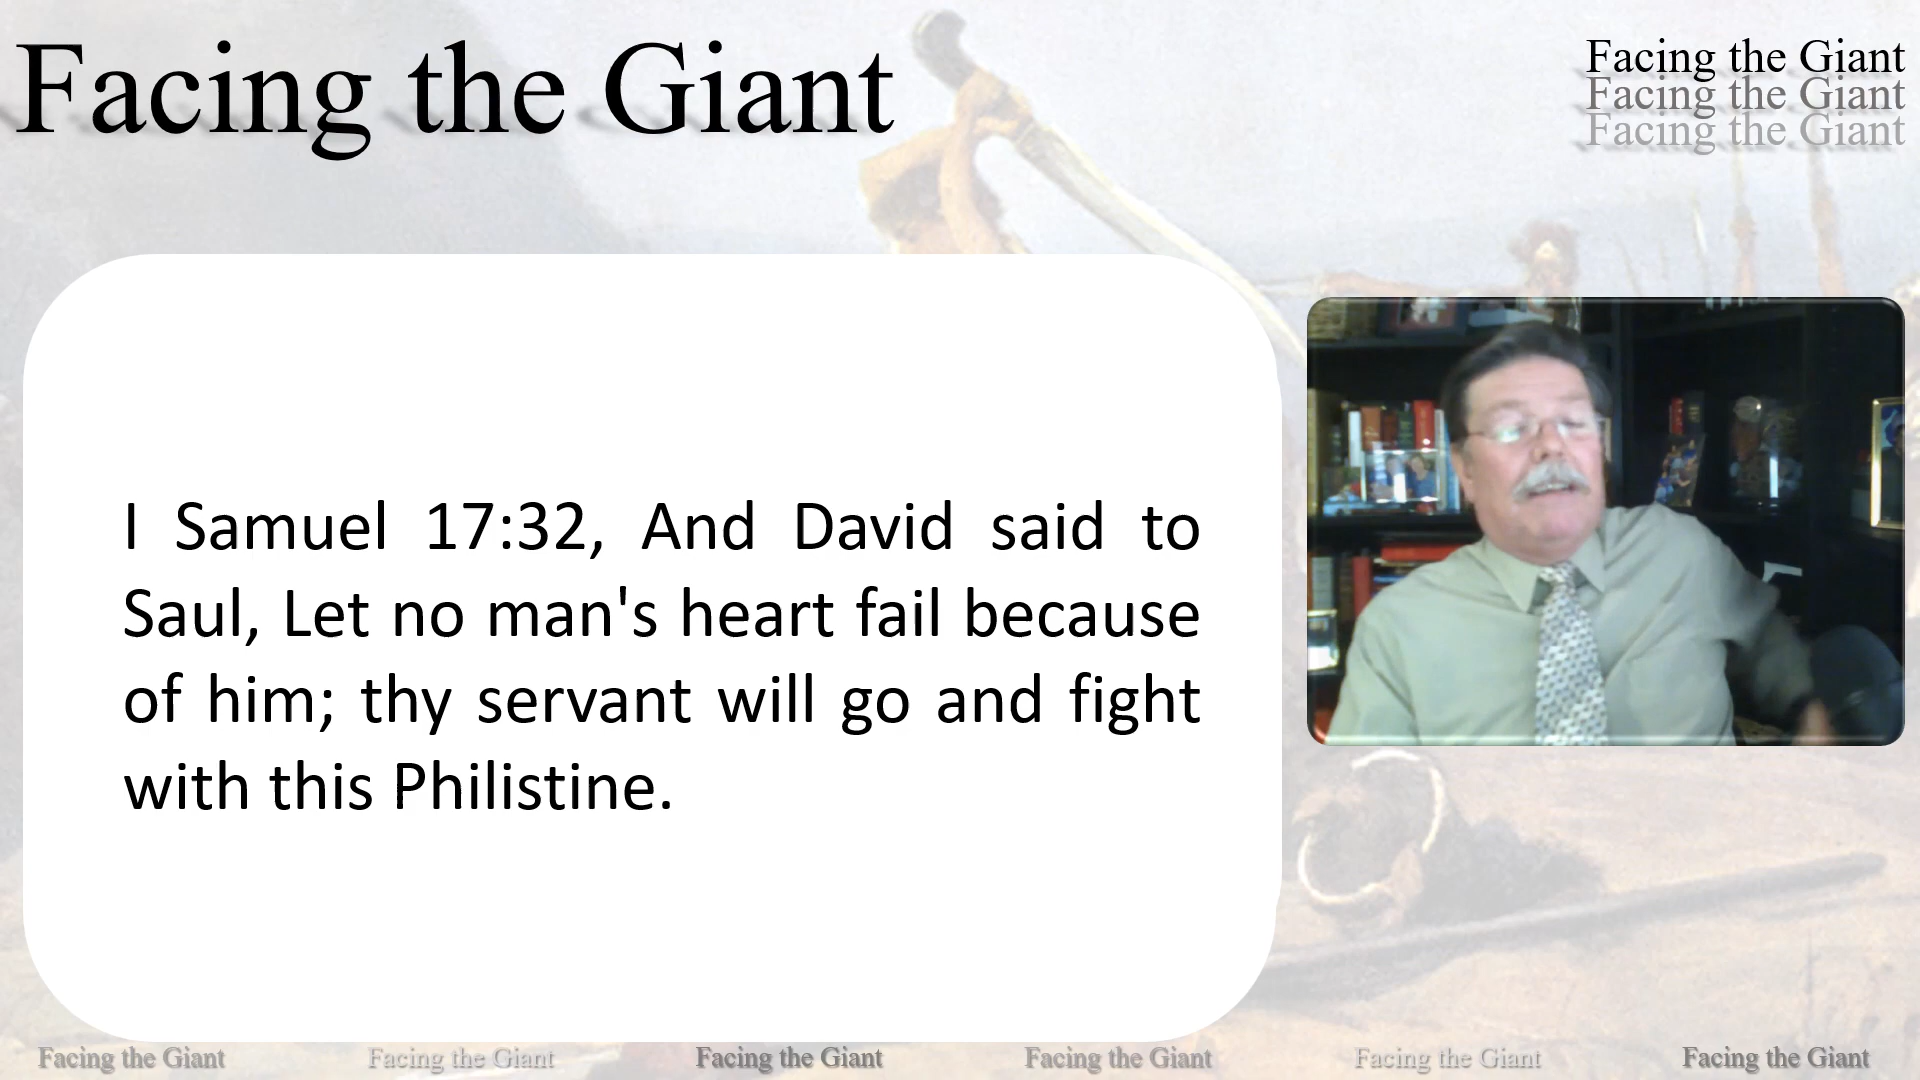 Facing the Giant
Facing the Giant
Facing the Giant
Facing the Giant
I Samuel 17:32, And David said to
Saul, Let no man's heart fail because
of him; thy servant will go and fight
with this Philistine.
Facing the Giant Facing the Giant Facing the Giant Facing the Giant Facing the Giant Facing the Giant